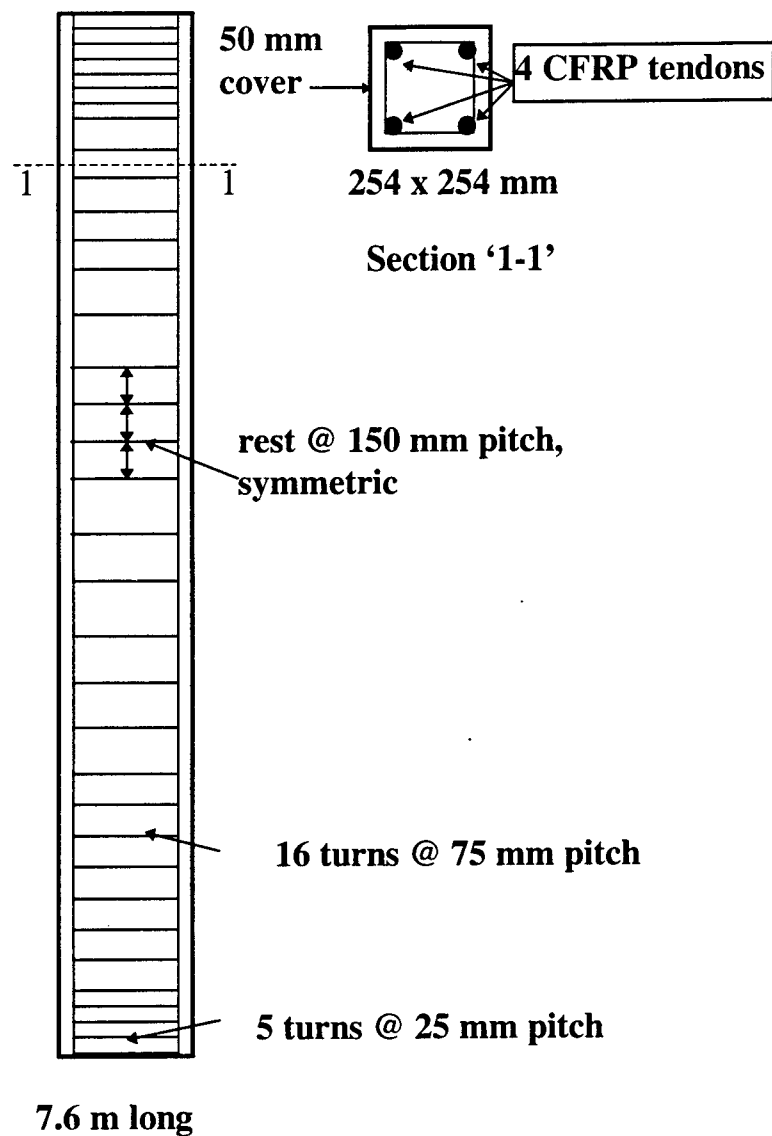 50 mm
cover
4 CFRP tendons
1
1
254 x 254 mm
Section ‘1-1’
rest @ 150 mm pitch,
symmetric
16 turns @ 75 mm pitch
5 turns @ 25 mm pitch
7.6 m long